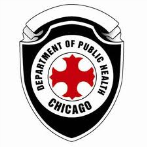 DEPARTMENT OF PUBLIC HEALTH
CHICAGO